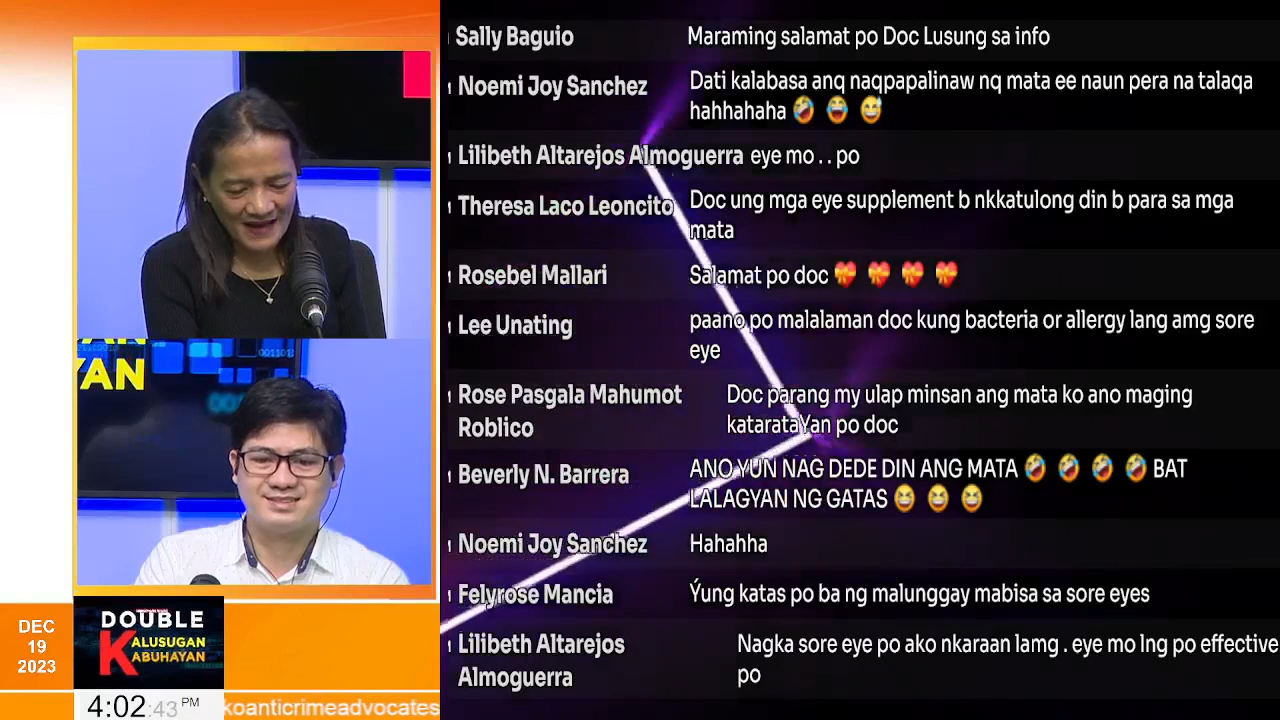 YAN
DEC
19
2023
DOUBLE
KALUSUGAN
KABUHAYAN
4:02:43 PM
koanticrimeadvocates
Sally Baguio Maraming salamat po Doc Lusung sa info
Noemi Joy Sanchez Dati kalabasa ang nagpapalinaw ng mata ee naun pera na talaga
hahhahaha 🤣 😂 😅
Lilibeth Altarejos Almoguerra eye mo . . po
Theresa Laco Leoncito Doc ung mga eye supplement b nkkatulong din b para sa mga
mata
Rosebel Mallari Salamat po doc 💝 💝 💝 💝
Lee Unating paano po malalaman doc kung bacteria or allergy lang amg sore
eye
Rose Pasgala Mahumot Doc parang my ulap minsan ang mata ko ano maging
Roblico katarataYan po doc
Beverly N. Barrera ANO YUN NAG DEDE DIN ANG MATA 🤣 🤣 🤣 🤣 BAT
LALAGYAN NG GATAS 😆 😆 😆
Noemi Joy Sanchez Hahahha
Felyrose Mancia Ýung katas po ba ng malunggay mabisa sa sore eyes
Lilibeth Altarejos Nagka sore eye po ako nkaraan lamg . eye mo lng po effective
Almoguerra po